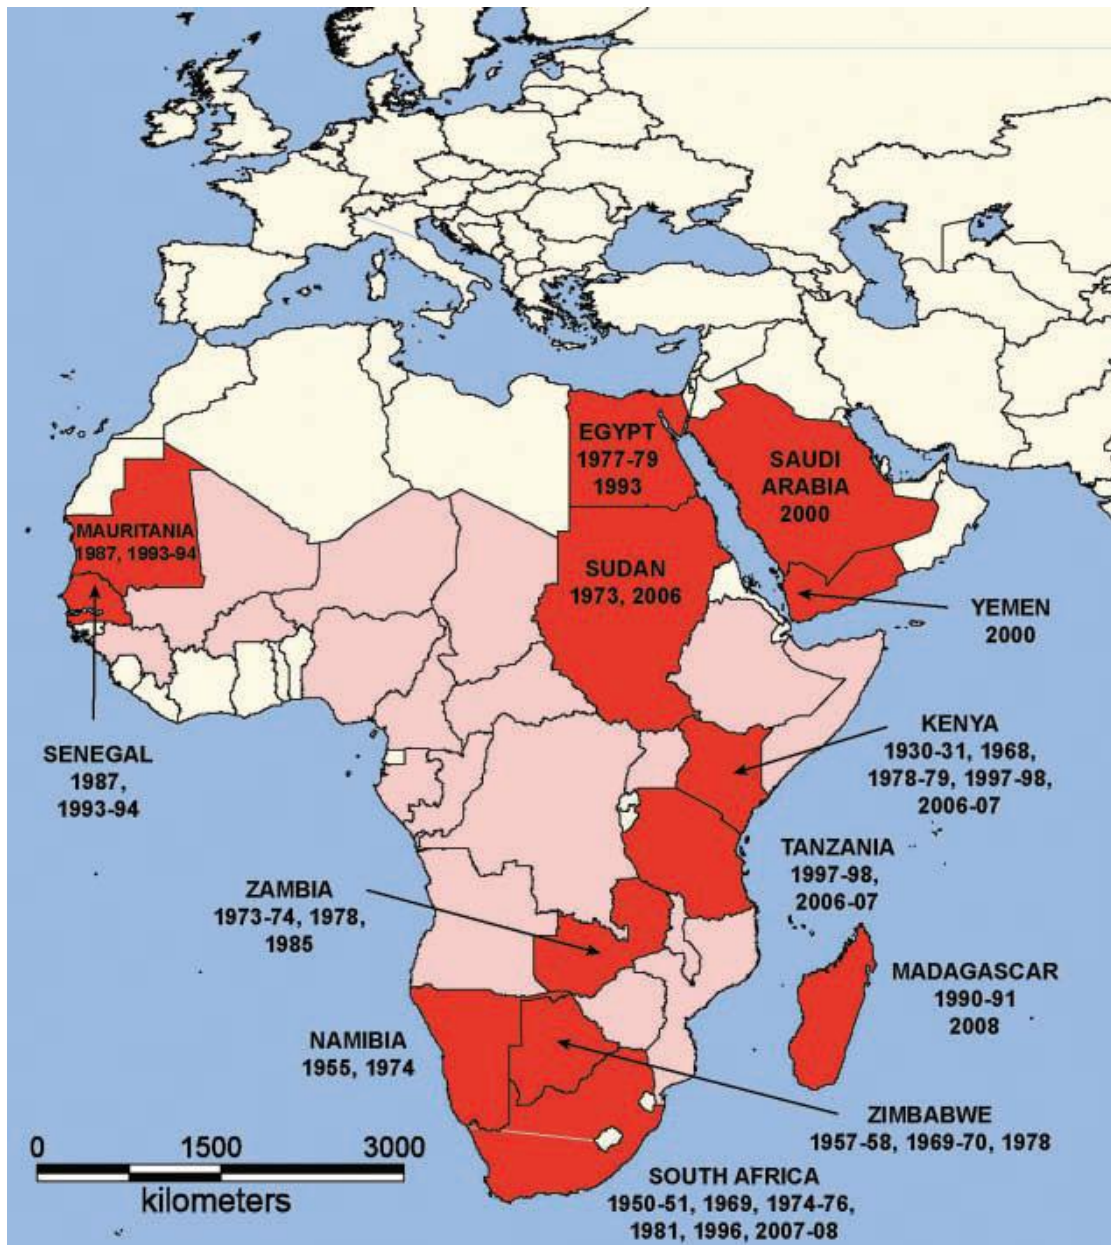 EGYPT
1977-79
1993
SAUDI
ARABIA
2000
MAURITANIA
1987, 1993-94
SUDAN
1973, 2006
YEMEN
2000
SENEGAL
1987,
1993-94
KENYA
1930-31, 1968,
1978-79, 1997-98,
2006-07
TANZANIA
1997-98,
2006-07
ZAMBIA
1973-74, 1978,
1985
MADAGASCAR
1990-91
2008
NAMIBIA
1955, 1974
ZIMBABWE
1957-58, 1969-70, 1978
0 1500 3000
kilometers
SOUTH AFRICA
1950-51, 1969, 1974-76,
1981, 1996, 2007-08